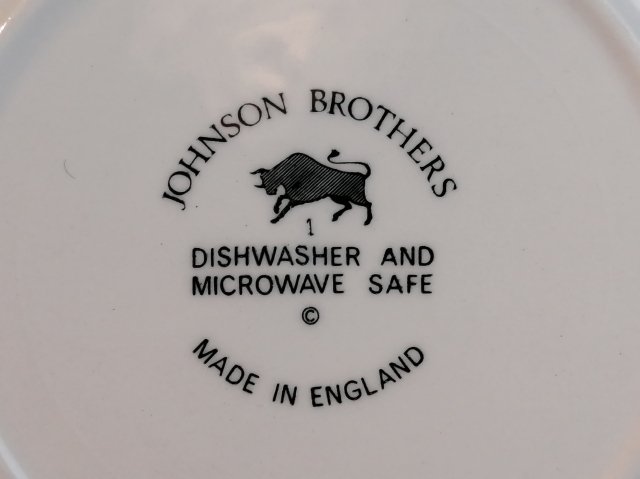 JOHNSON BROTHERS
1
DISHWASHER AND
MICROWAVE SAFE
©
MADE IN ENGLAND